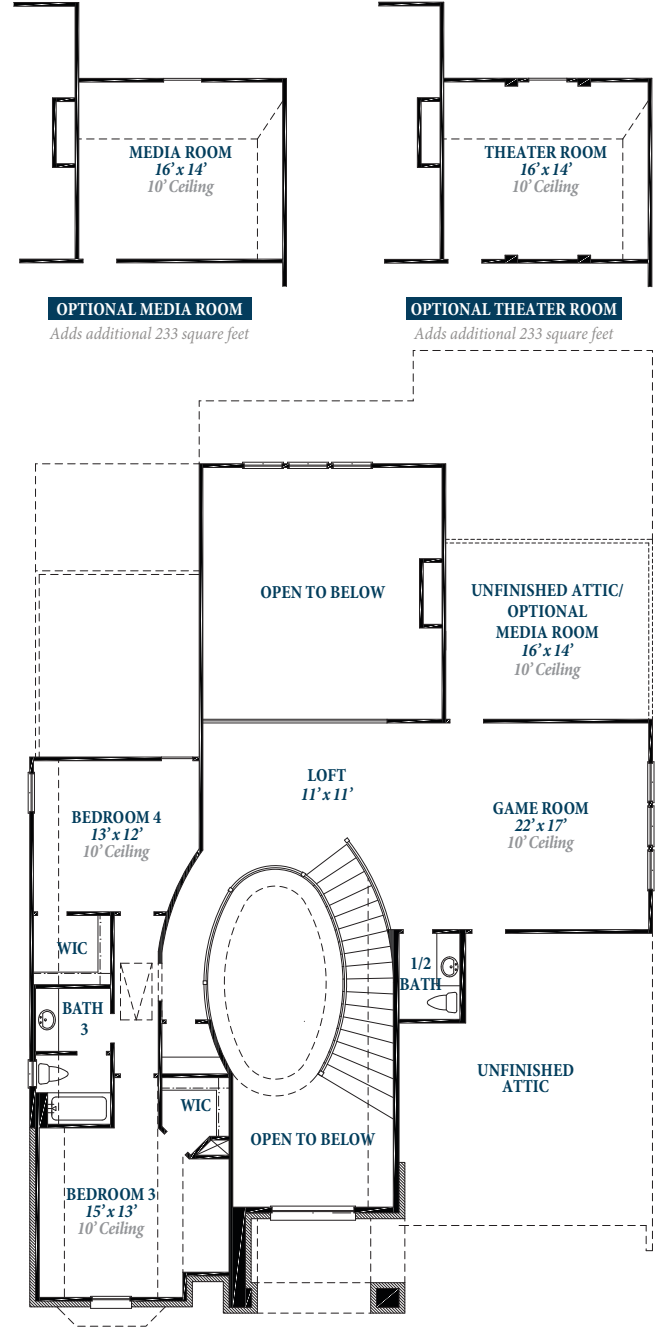 MEDIA ROOM
16' x 14'
10' Ceiling
OPTIONAL MEDIA ROOM
Adds additional 233 square feet
THEATER ROOM
16' x 14'
10' Ceiling
OPTIONAL THEATER ROOM
Adds additional 233 square feet
OPEN TO BELOW
UNFINISHED ATTIC/
OPTIONAL
MEDIA ROOM
16' x 14'
10' Ceiling
LOFT
11' x 11'
GAME ROOM
22' x 17'
10' Ceiling
BEDROOM 4
13' x 12'
10' Ceiling
WIC
BATH
3
1/2
BATH
UNFINISHED
ATTIC
WIC
OPEN TO BELOW
BEDROOM 3
15' x 13'
10' Ceiling